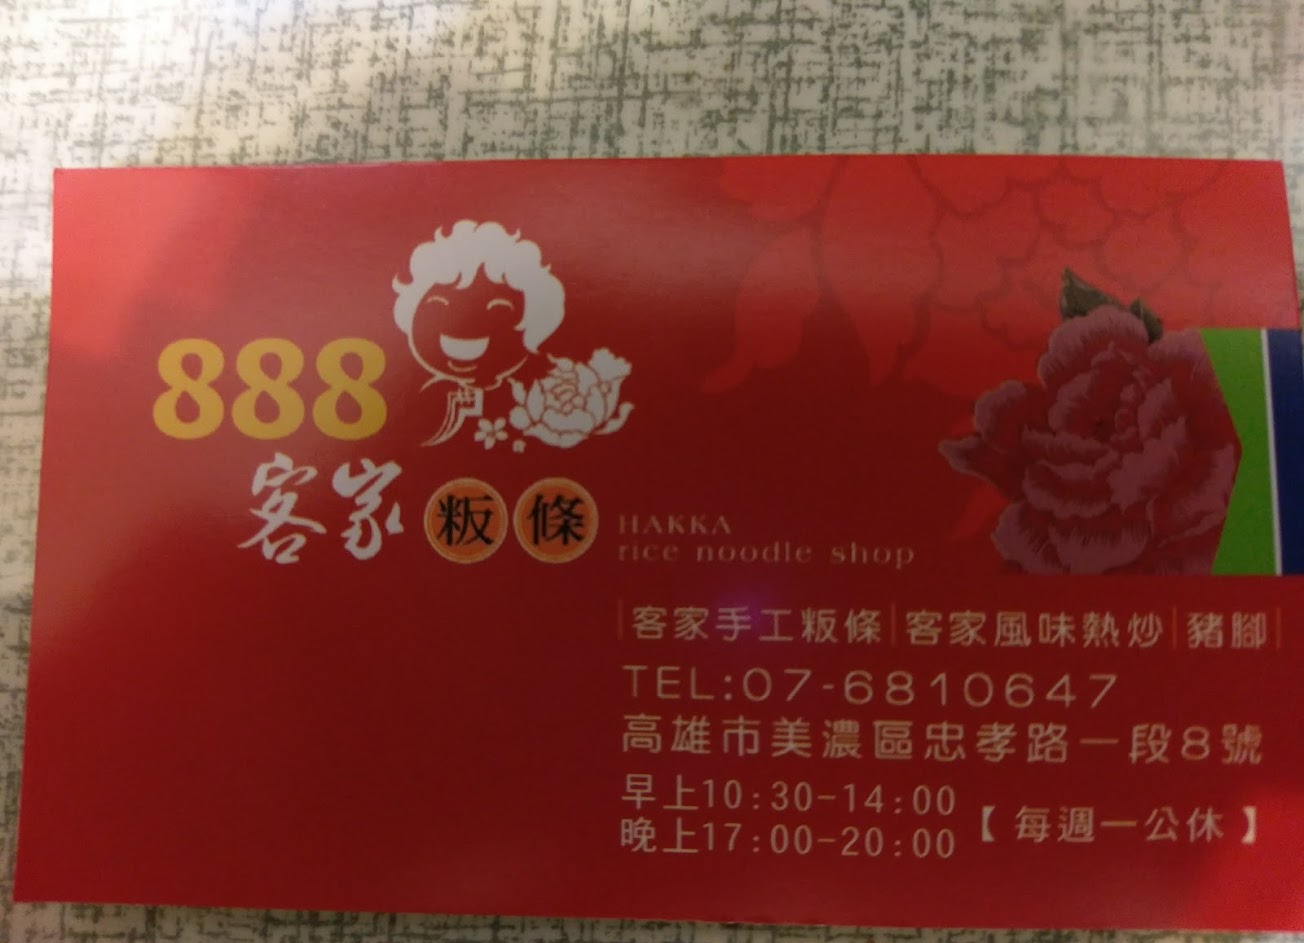 888
客家粄條
HAKKA
rice noodle shop
|客家手工粄條|客家風味熱炒|豬腳|
TEL:07-6810647
高雄市美濃區忠孝路一段8號
早上10:30-14:00
晚上17:00-20:00
【每週一公休】